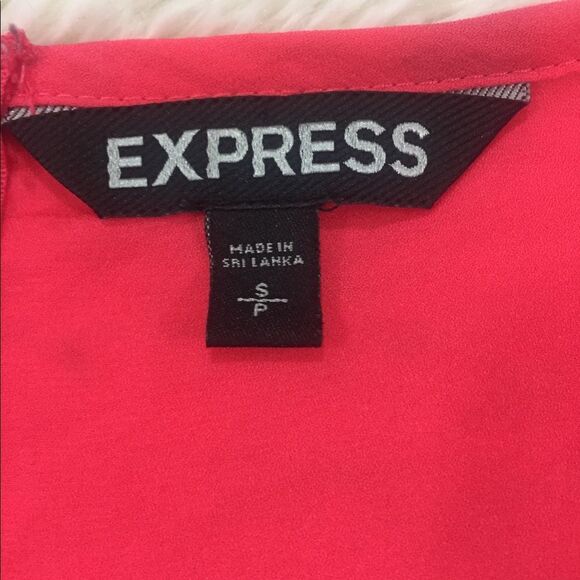 EXPRESS
MADE IN
SRI LANKA
S
P